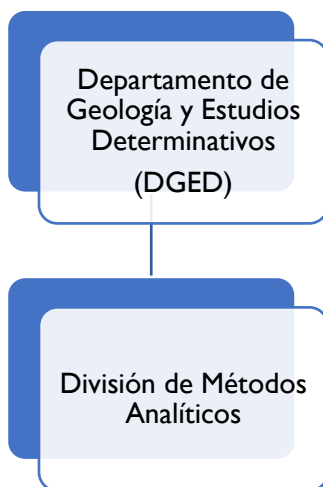 Departamento de
Geología y Estudios
Determinativos
(DGED)
División de Métodos
Analíticos